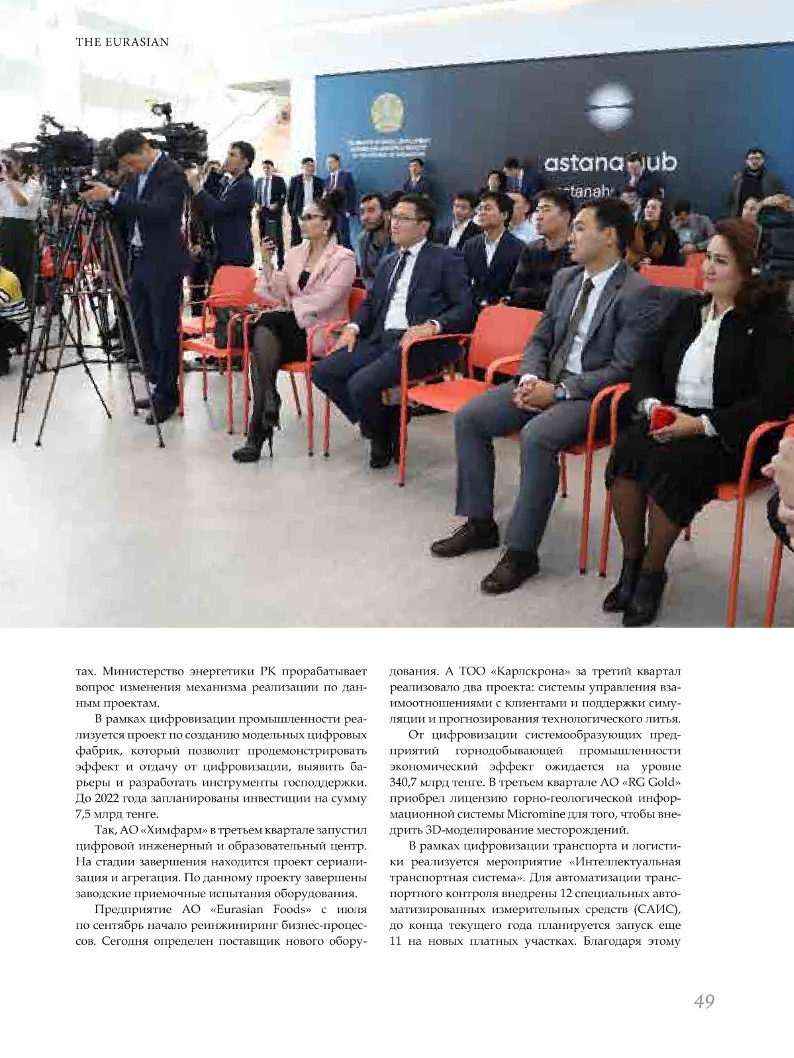 THE EURASIAN
astana hub
тах. Министерство энергетики РК прорабатывает
вопрос изменения механизма реализации по дан-
ным проектам.
В рамках цифровизации промышленности реа-
лизуется проект по созданию модельных цифровых
фабрик, который позволит продемонстрировать
эффект и отдачу от цифровизации, выявить ба-
рьеры и разработать инструменты господдержки.
До 2022 года запланированы инвестиции на сумму
7,5 млрд тенге.
Так, АО «Химфарм» в третьем квартале запустил
цифровой инженерный и образовательный центр.
На стадии завершения находится проект сериали-
зация и агрегация. По данному проекту завершены
заводские приемочные испытания оборудования.
Предприятие АО «Eurasian Foods» с июля
по сентябрь начало реинжиниринг бизнес-процес-
сов. Сегодня определен поставщик нового обору-
дования. А ТОО «Карлскрона» за третий квартал
реализовало два проекта: системы управления вза-
имоотношениями с клиентами и поддержки симу-
ляции и прогнозирования технологического литья.
От цифровизации системообразующих пред-
приятий горнодобывающей промышленности
экономический эффект ожидается на уровне
340,7 млрд тенге. В третьем квартале АО «RG Gold»
приобрел лицензию горно-геологической инфор-
мационной системы Micromine для того, чтобы вне-
дрить 3D-моделирование месторождений.
В рамках цифровизации транспорта и логисти-
ки реализуется мероприятие «Интеллектуальная
транспортная система». Для автоматизации транс-
портного контроля внедрены 12 специальных авто-
матизированных измерительных средств (САИС),
до конца текущего года планируется запуск еще
11 на новых платных участках. Благодаря этому
49